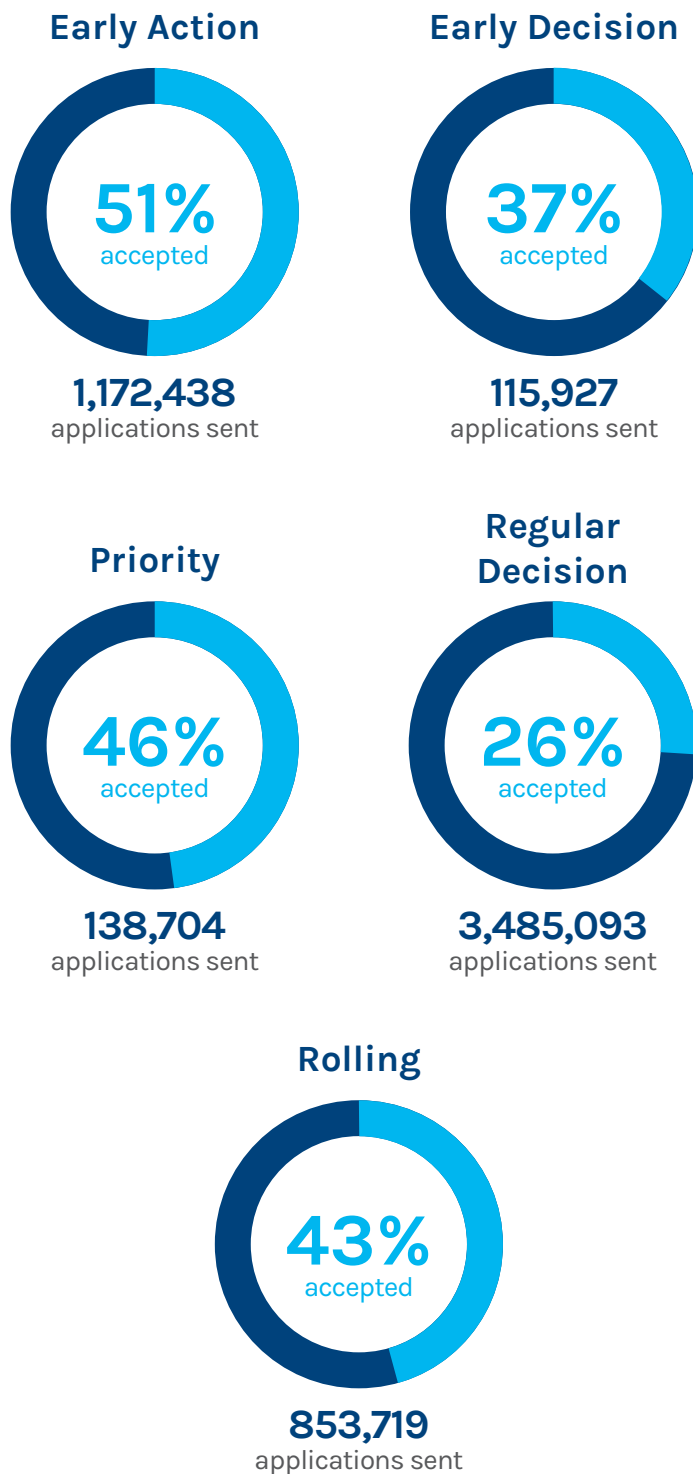 Early Action
51%
accepted
1,172,438
applications sent
Early Decision
37%
accepted
115,927
applications sent
Priority
46%
accepted
138,704
applications sent
Regular
Decision
26%
accepted
3,485,093
applications sent
Rolling
43%
accepted
853,719
applications sent